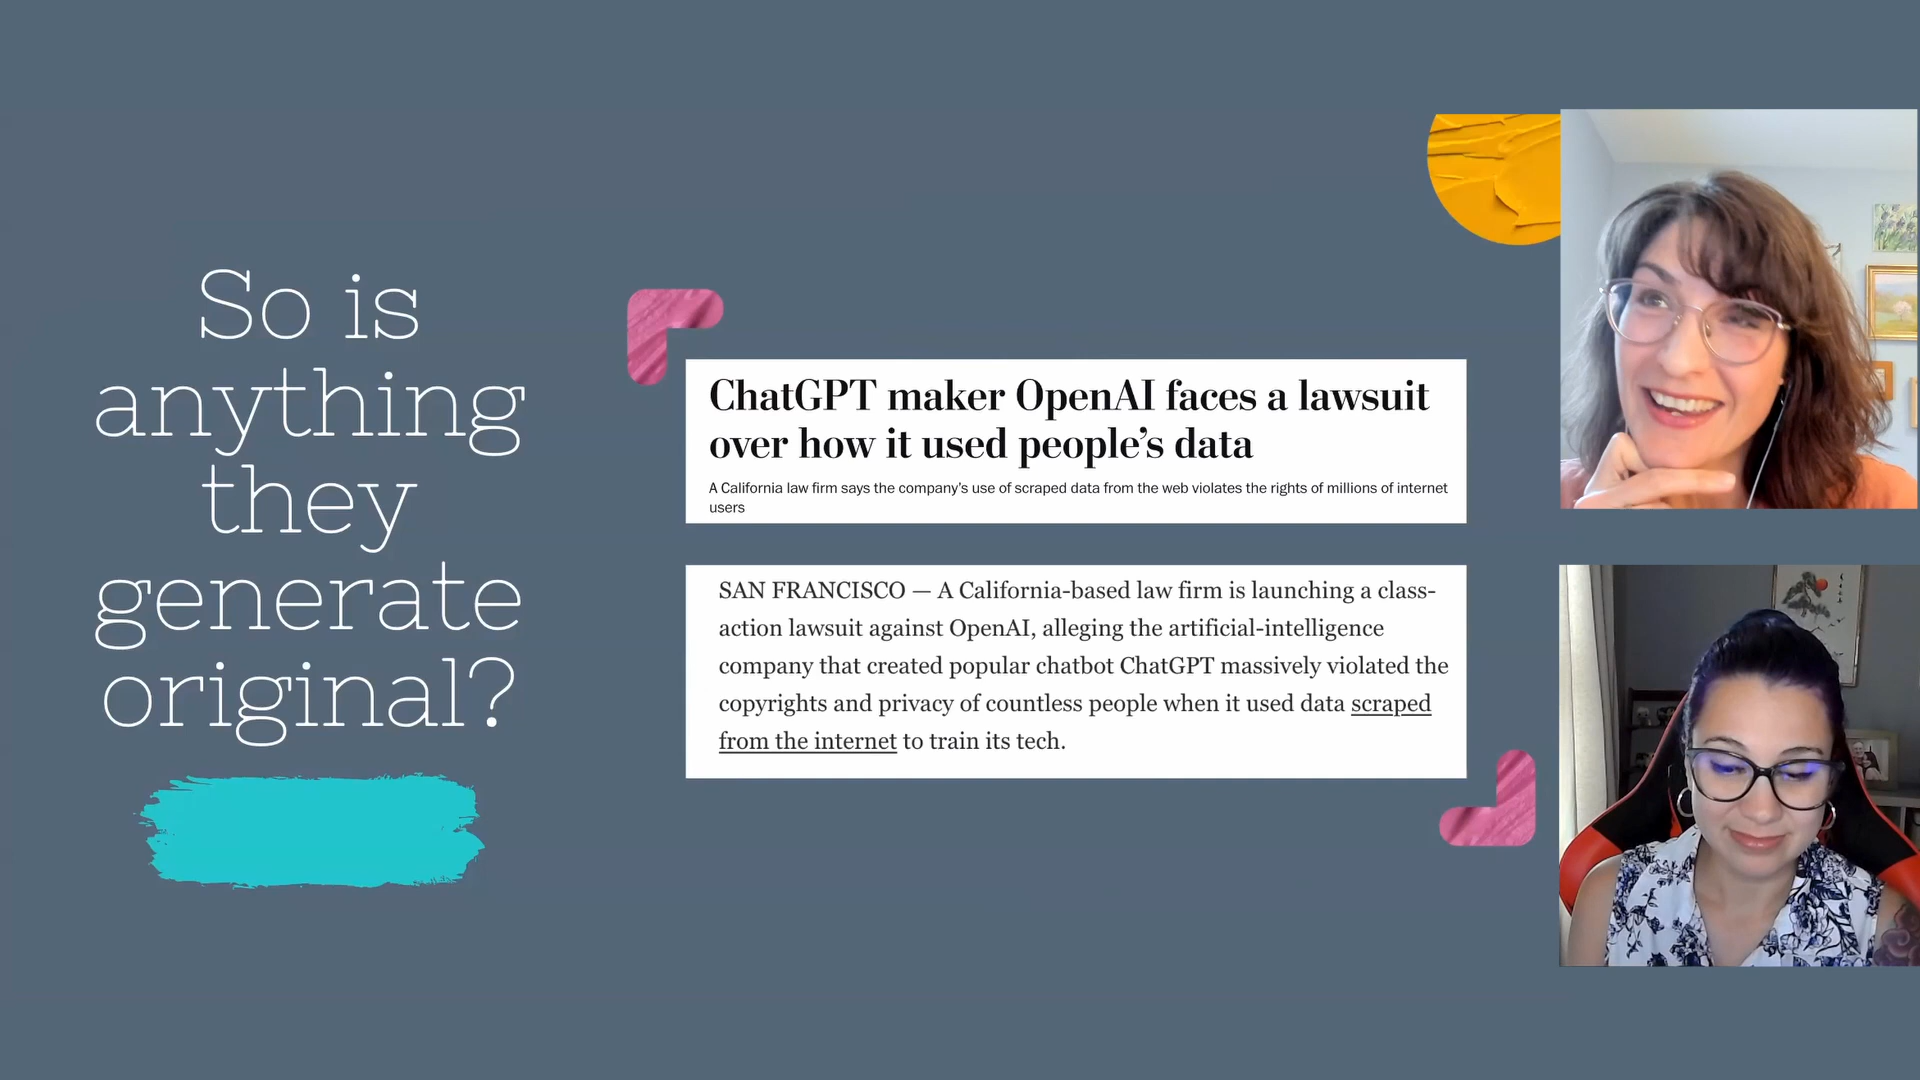 So is
anything
they
generate
original?
ChatGPT maker OpenAI faces a lawsuit
over how it used people’s data
A California law firm says the company’s use of scraped data from the web violates the rights of millions of internet
users
SAN FRANCISCO — A California-based law firm is launching a class-
action lawsuit against OpenAI, alleging the artificial-intelligence
company that created popular chatbot ChatGPT massively violated the
copyrights and privacy of countless people when it used data scraped
from the internet to train its tech.